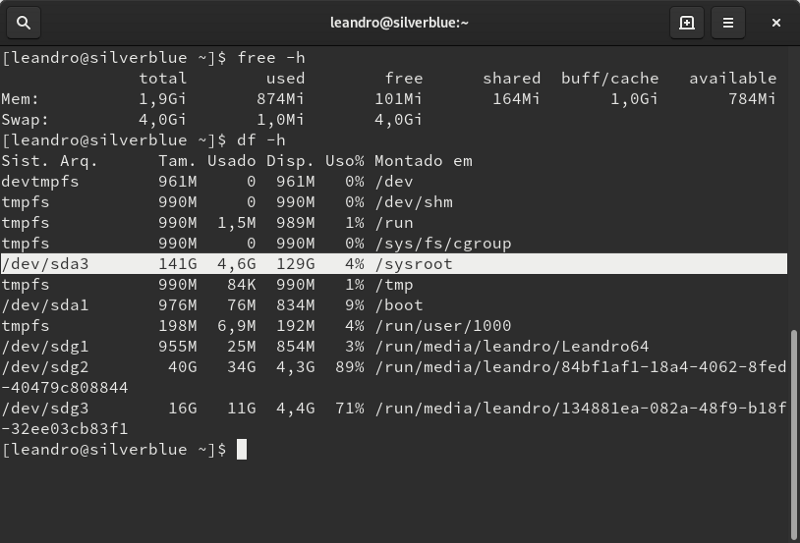 leandro@silverblue:~
[leandro@silverblue ~]$ free -h
              total        used        free      shared  buff/cache   available
Mem:          1,9Gi       874Mi       101Mi       164Mi       1,0Gi       784Mi
Swap:         4,0Gi       1,0Mi       4,0Gi
[leandro@silverblue ~]$ df -h
Sist. Arq.      Tam. Usado Disp. Uso% Montado em
devtmpfs        961M     0  961M   0% /dev
tmpfs           990M     0  990M   0% /dev/shm
tmpfs           990M  1,5M  989M   1% /run
tmpfs           990M     0  990M   0% /sys/fs/cgroup
/dev/sda3       141G  4,6G  129G   4% /sysroot
tmpfs           990M   84K  990M   1% /tmp
/dev/sda1       976M   76M  834M   9% /boot
tmpfs           198M  6,9M  192M   4% /run/user/1000
/dev/sdg1       955M   25M  854M   3% /run/media/leandro/Leandro64
/dev/sdg2        40G   34G  4,3G  89% /run/media/leandro/84bf1af1-18a4-4062-8fed
-40479c808844
/dev/sdg3        16G   11G  4,4G  71% /run/media/leandro/134881ea-082a-48f9-b18f
-32ee03cb83f1
[leandro@silverblue ~]$